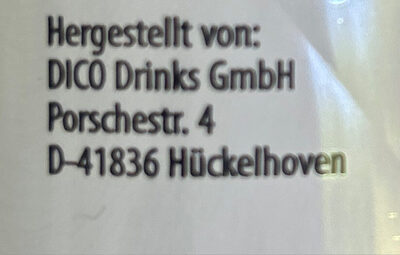 Hergestellt von:
DICO Drinks GmbH
Porschestr. 4
D-41836 Hückelhoven